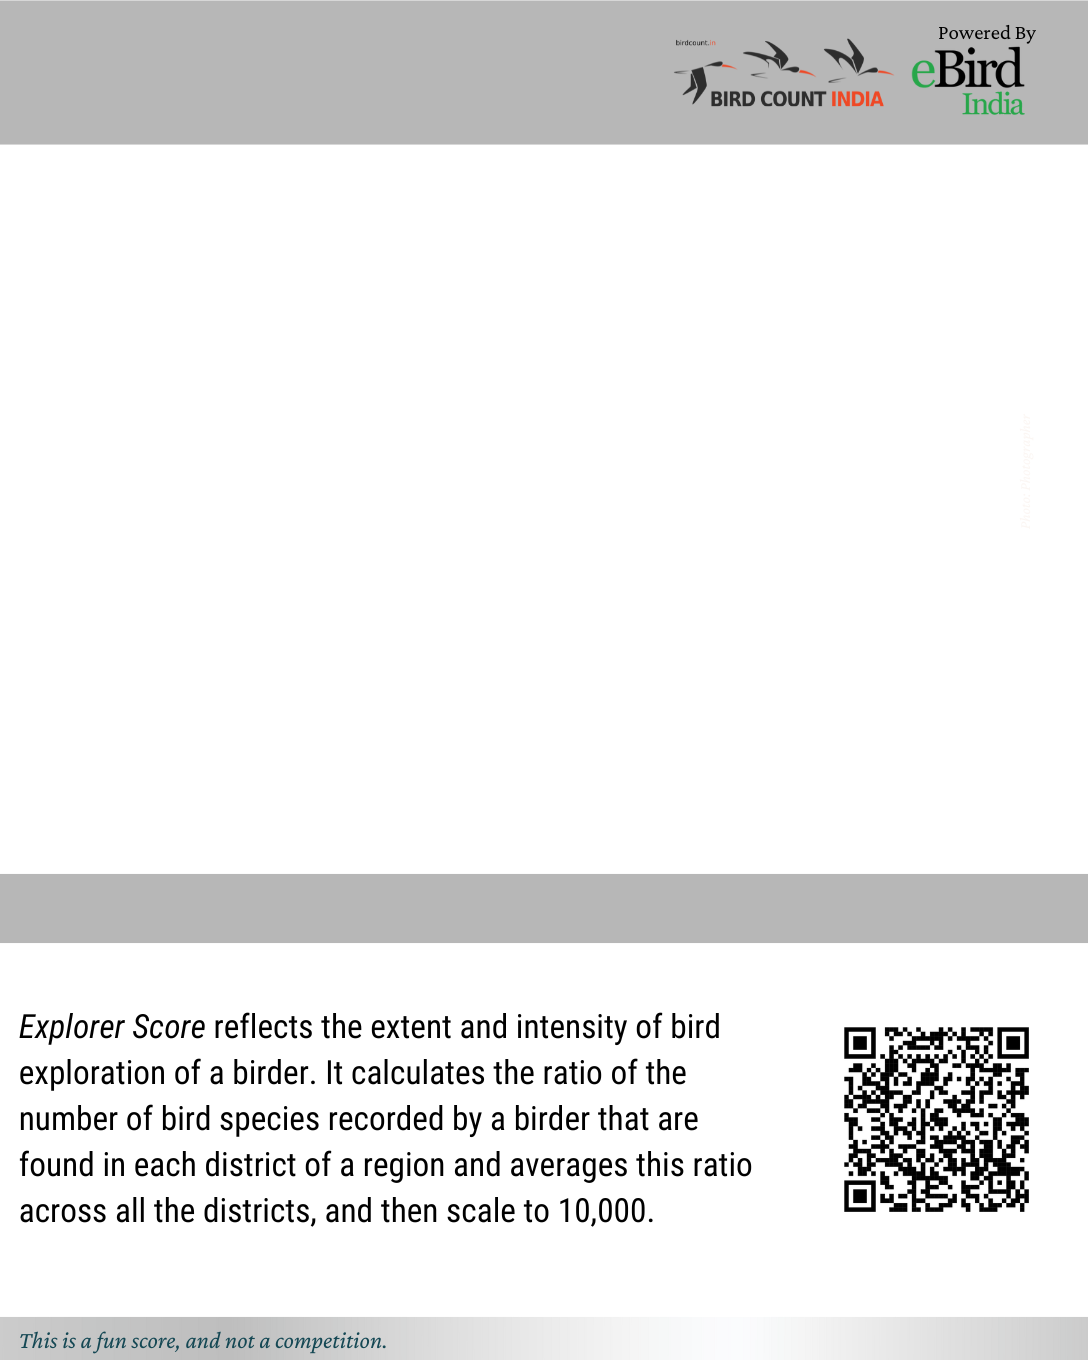 Powered By
birdcount.in
eBird
BIRD COUNT INDIA
India
Photo Photographer
Explorer Score reflects the extent and intensity of bird
exploration of a birder. It calculates the ratio of the
number of bird species recorded by a birder that are
found in each district of a region and averages this ratio
across all the districts, and then scale to 10,000.
This is a fun score, and not a competition.